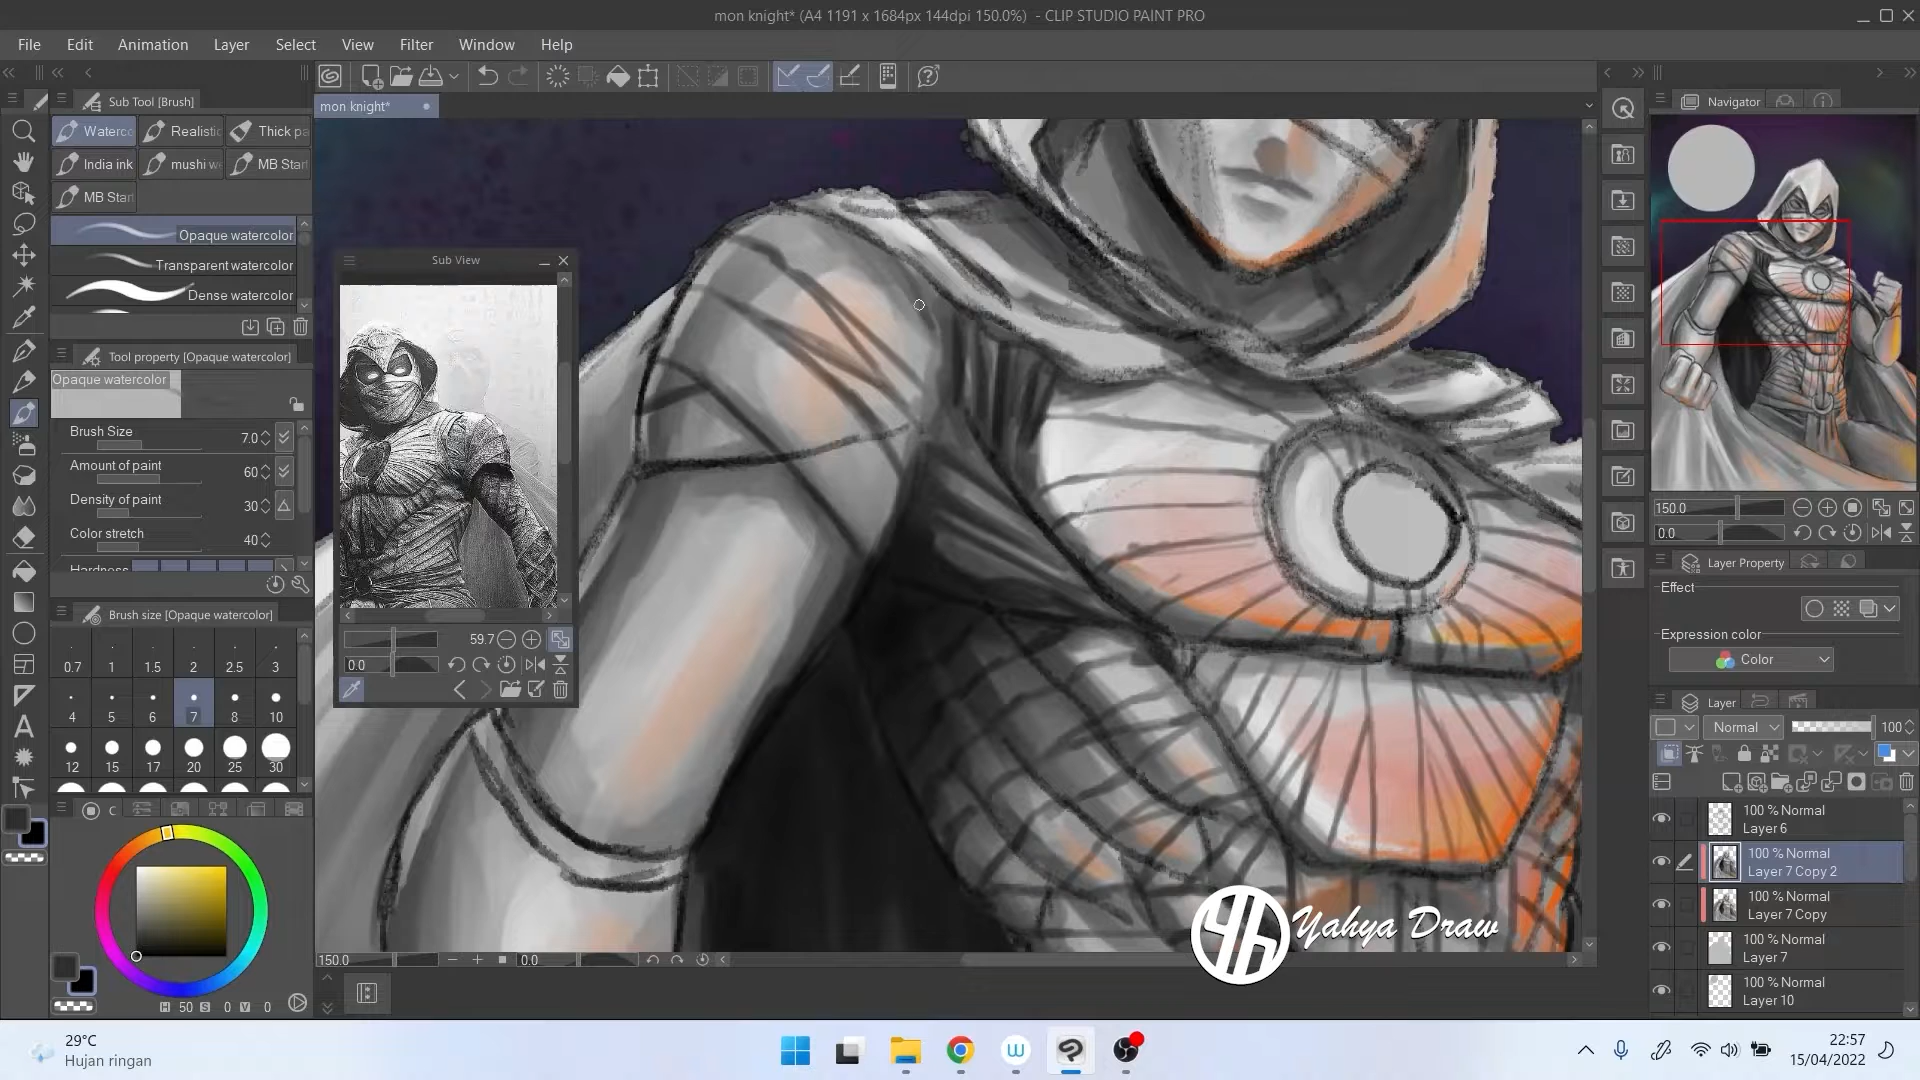 mon knight* (A4 1191 x 1684px 144dpi 150.0%) - CLIP STUDIO PAINT PRO
File Edit Animation Layer Select View Filter Window Help
Sub Tool [Brush]
mon knight*
Navigator
Waterc Realistic Thick pa
India ink mushi w MB Start
MB Start
Opaque watercolor
Transparent watercolor
Dense watercolor
Sub View
Tool property [Opaque watercolor]
Opaque watercolor
Brush Size 7.0
Amount of paint 60
Density of paint 30
Color stretch 40
Hardness
Brush size [Opaque watercolor]
0.7 1 1.5 2 2.5 3
4 5 6 7 8 10
12 15 17 20 25 30
59.7
0.0
150.0
0.0
Layer Property
Effect
Expression color
Color
Layer
Normal 100
100 % Normal
Layer 6
100 % Normal
Layer 7 Copy 2
100 % Normal
Layer 7 Copy
100 % Normal
Layer 7
100 % Normal
Layer 10
Yahya Draw
150.0 0.0
C
H 50 S 0 V 0
29°C
Hujan ringan
22:57
15/04/2022